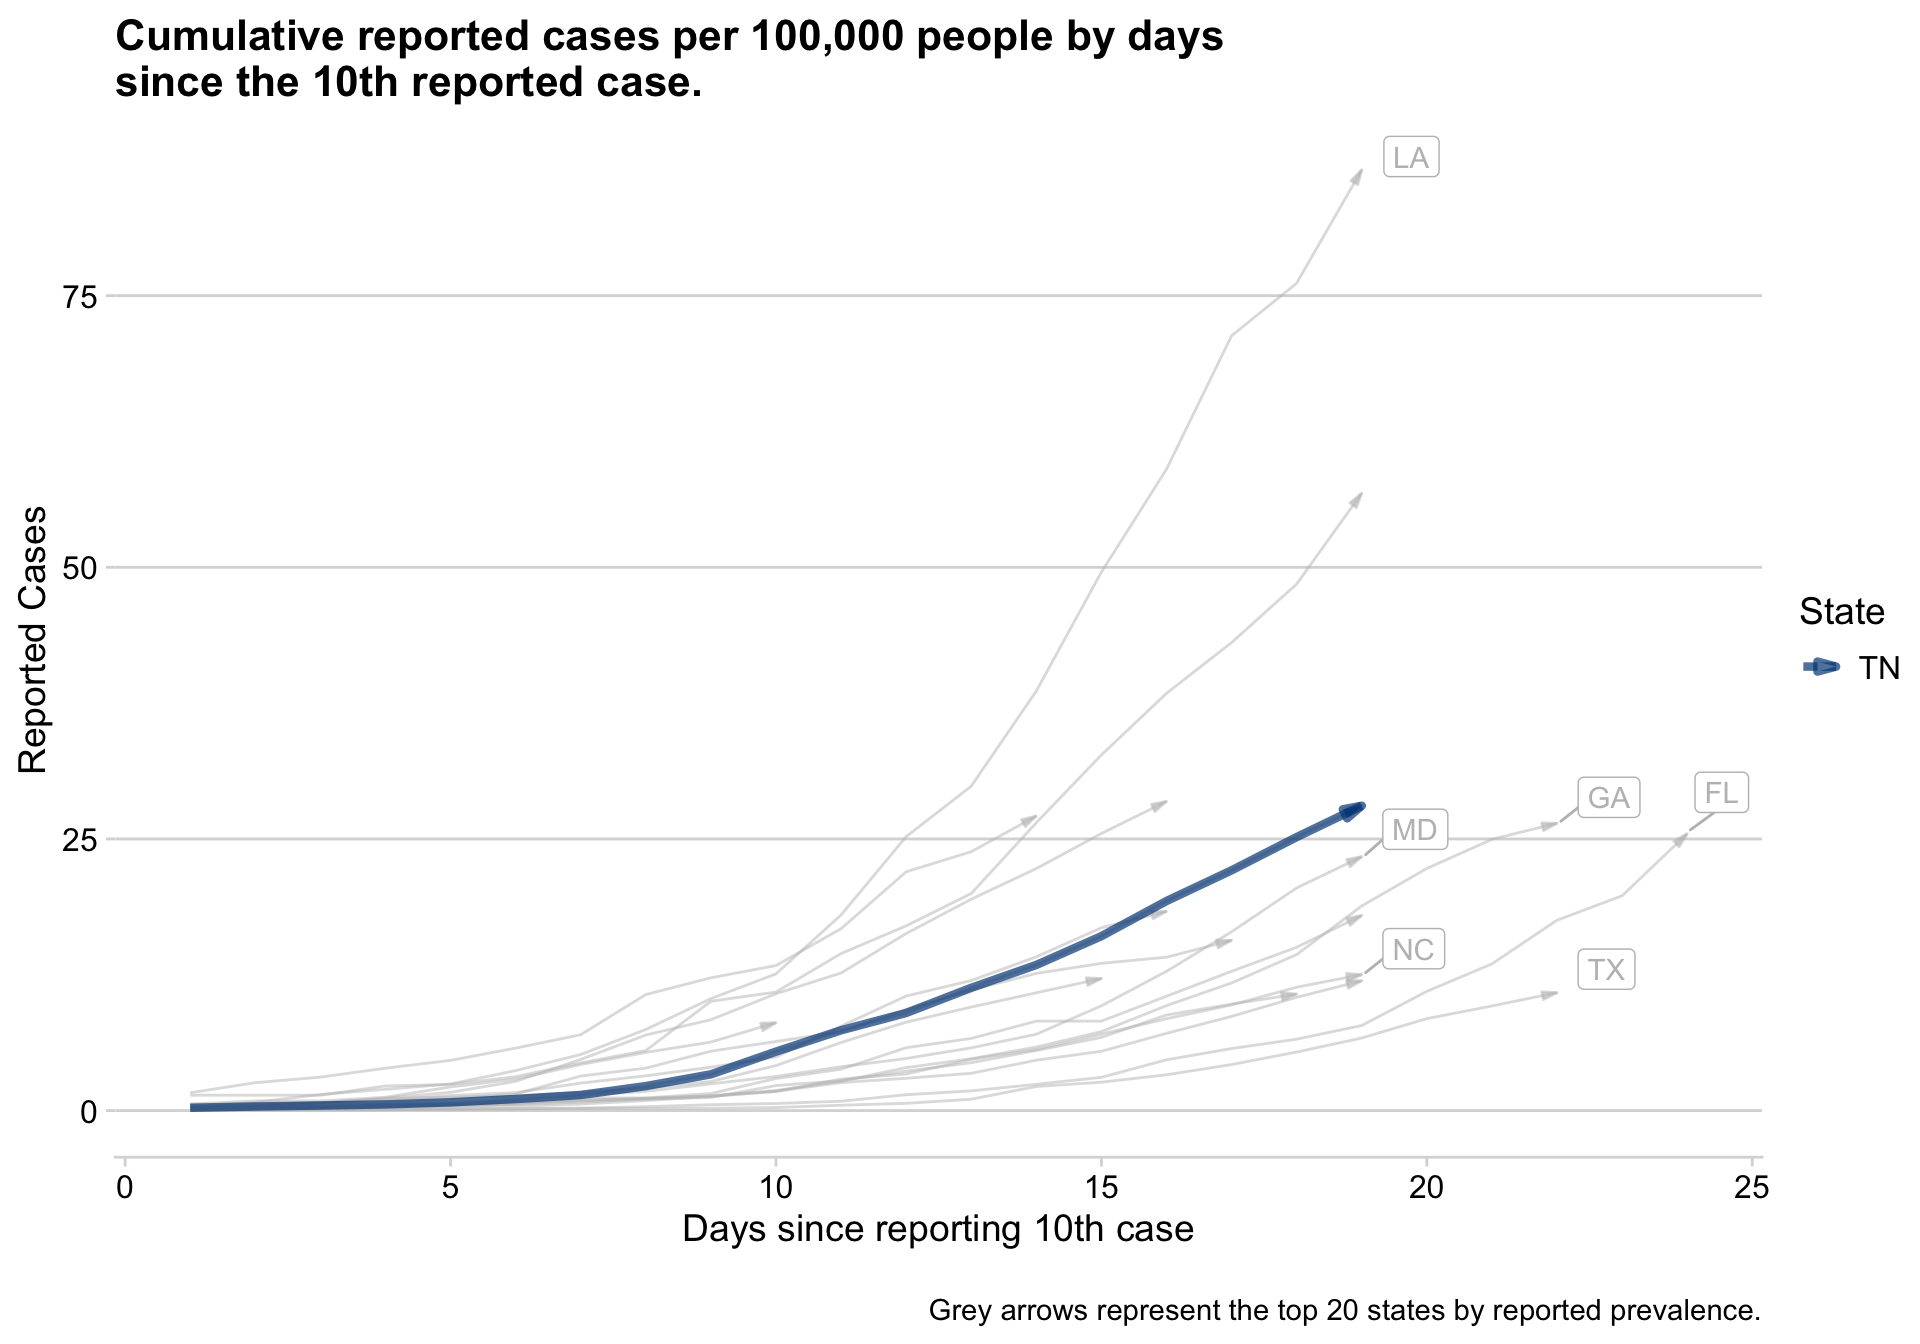 Cumulative reported cases per 100,000 people by days
since the 10th reported case.
LA
75
50
Reported Cases
State
TN
GA
FL
MD
25
NC
TX
0
0 5 10 15 20 25
Days since reporting 10th case
Grey arrows represent the top 20 states by reported prevalence.